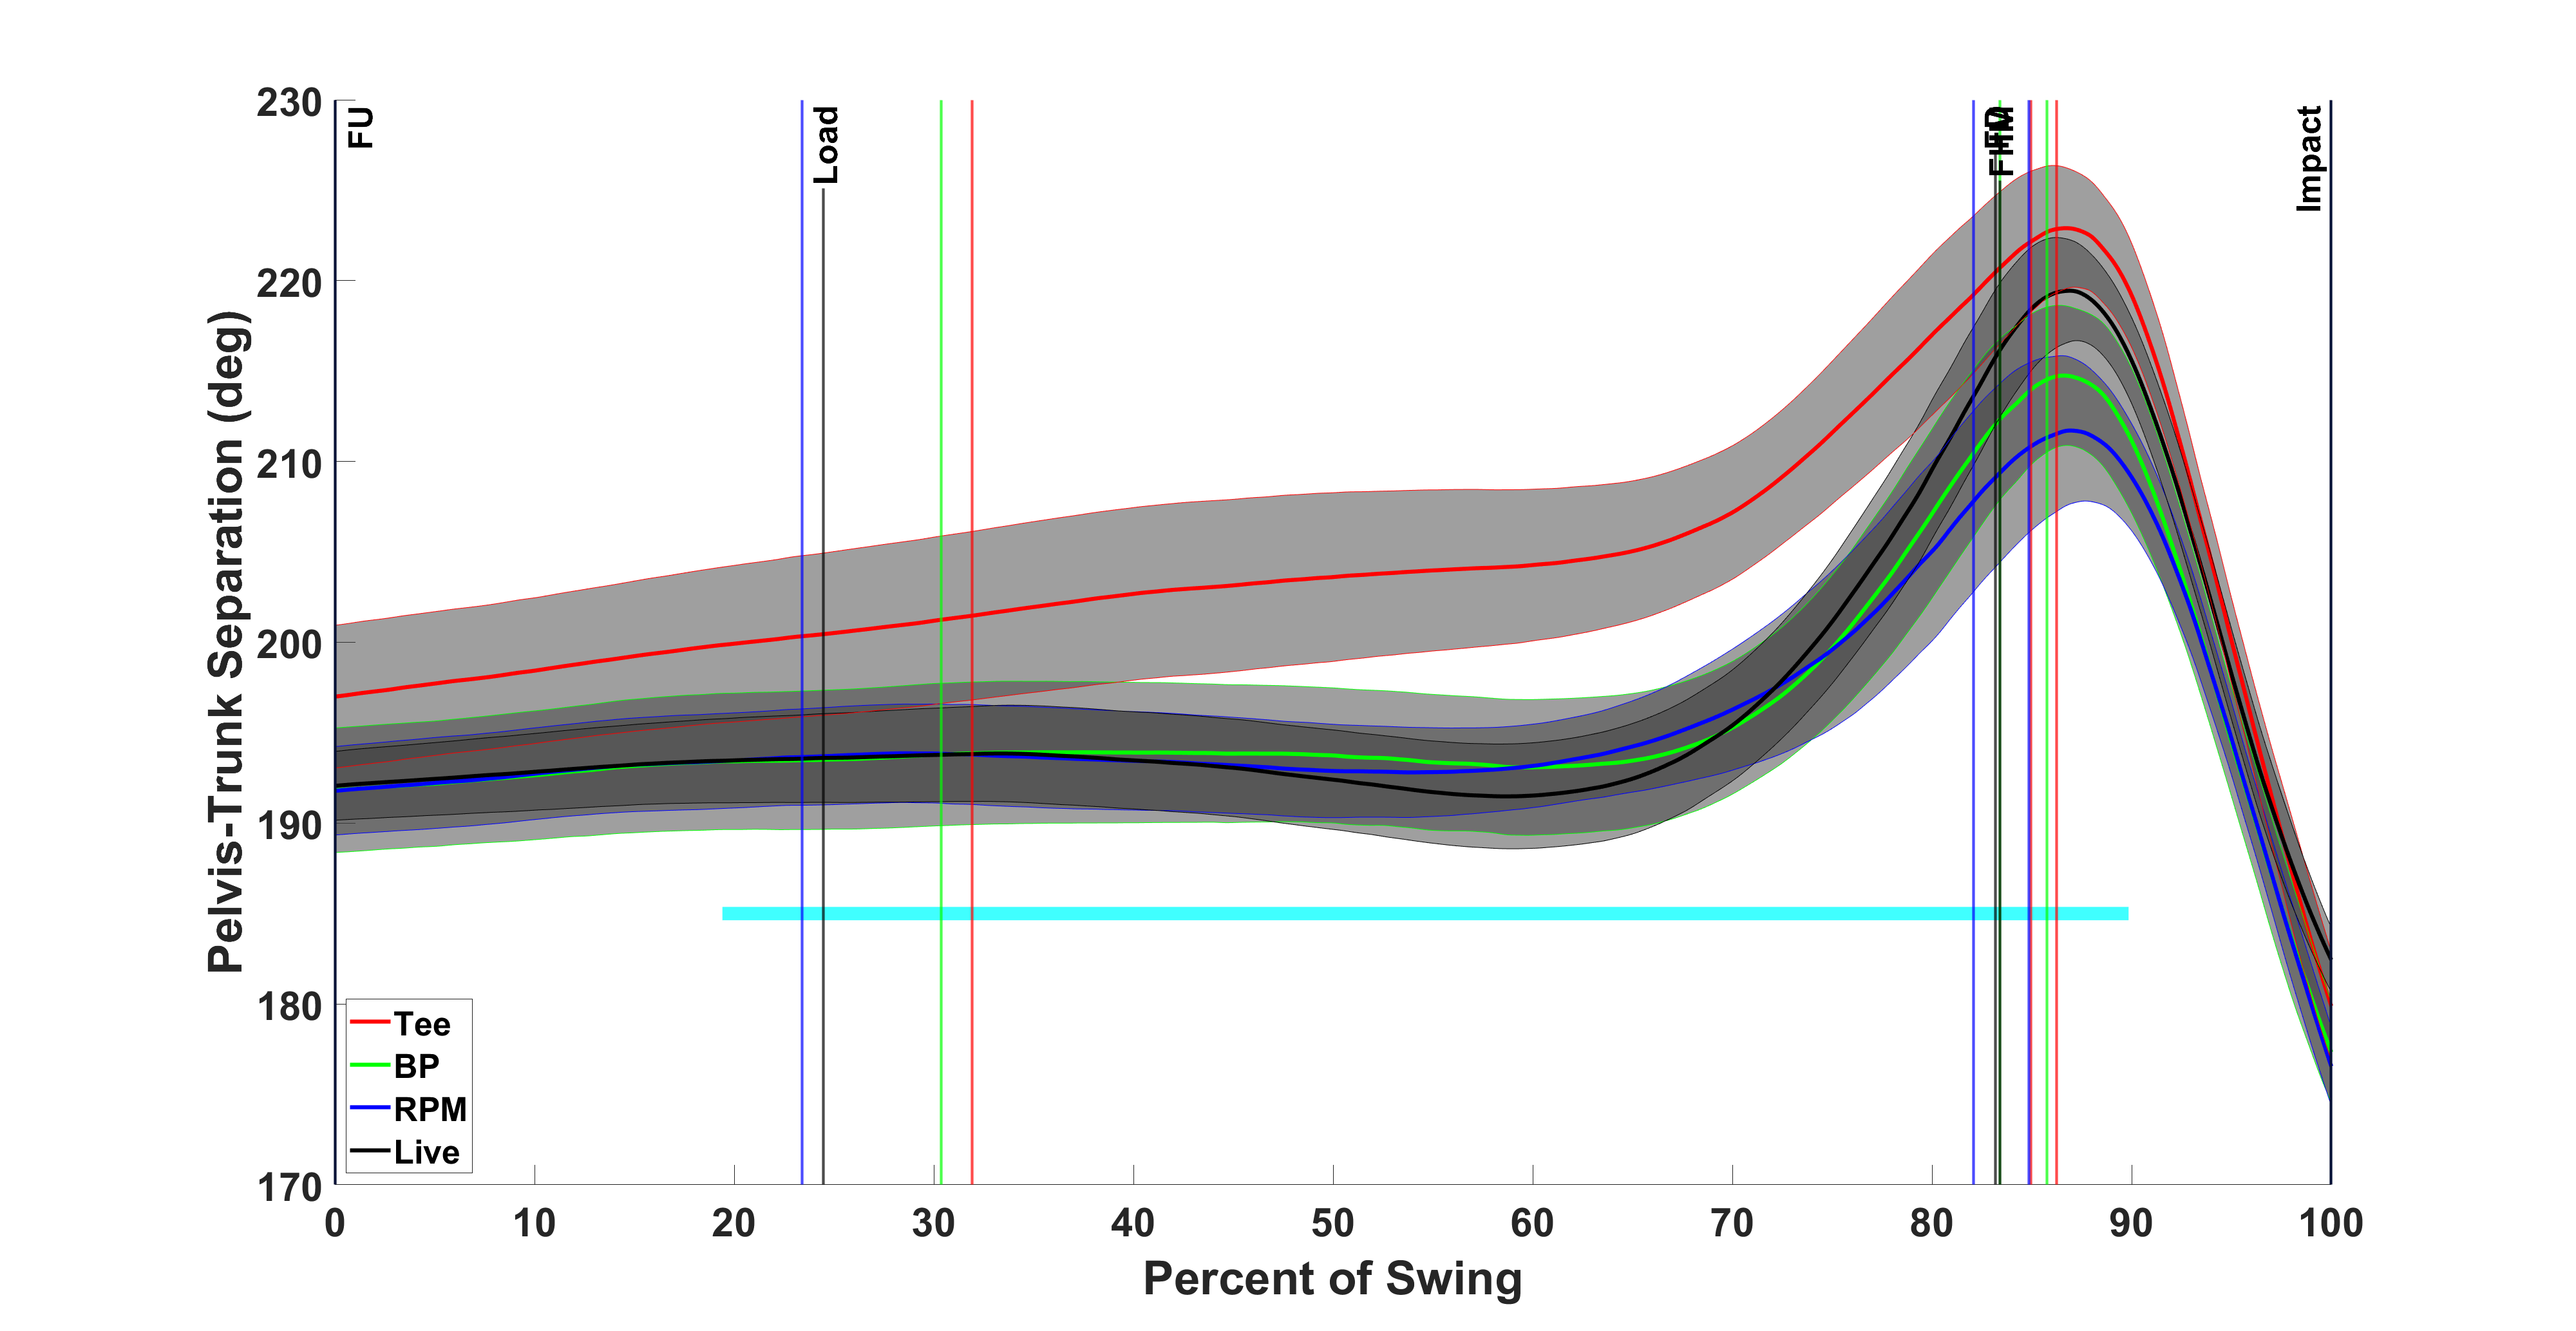 230
220
210
200
190
180
170
Pelvis-Trunk Separation (deg)
FU
Load
Impact
Tee
BP
RPM
Live
0 10 20 30 40 50 60 70 80 90 100
Percent of Swing